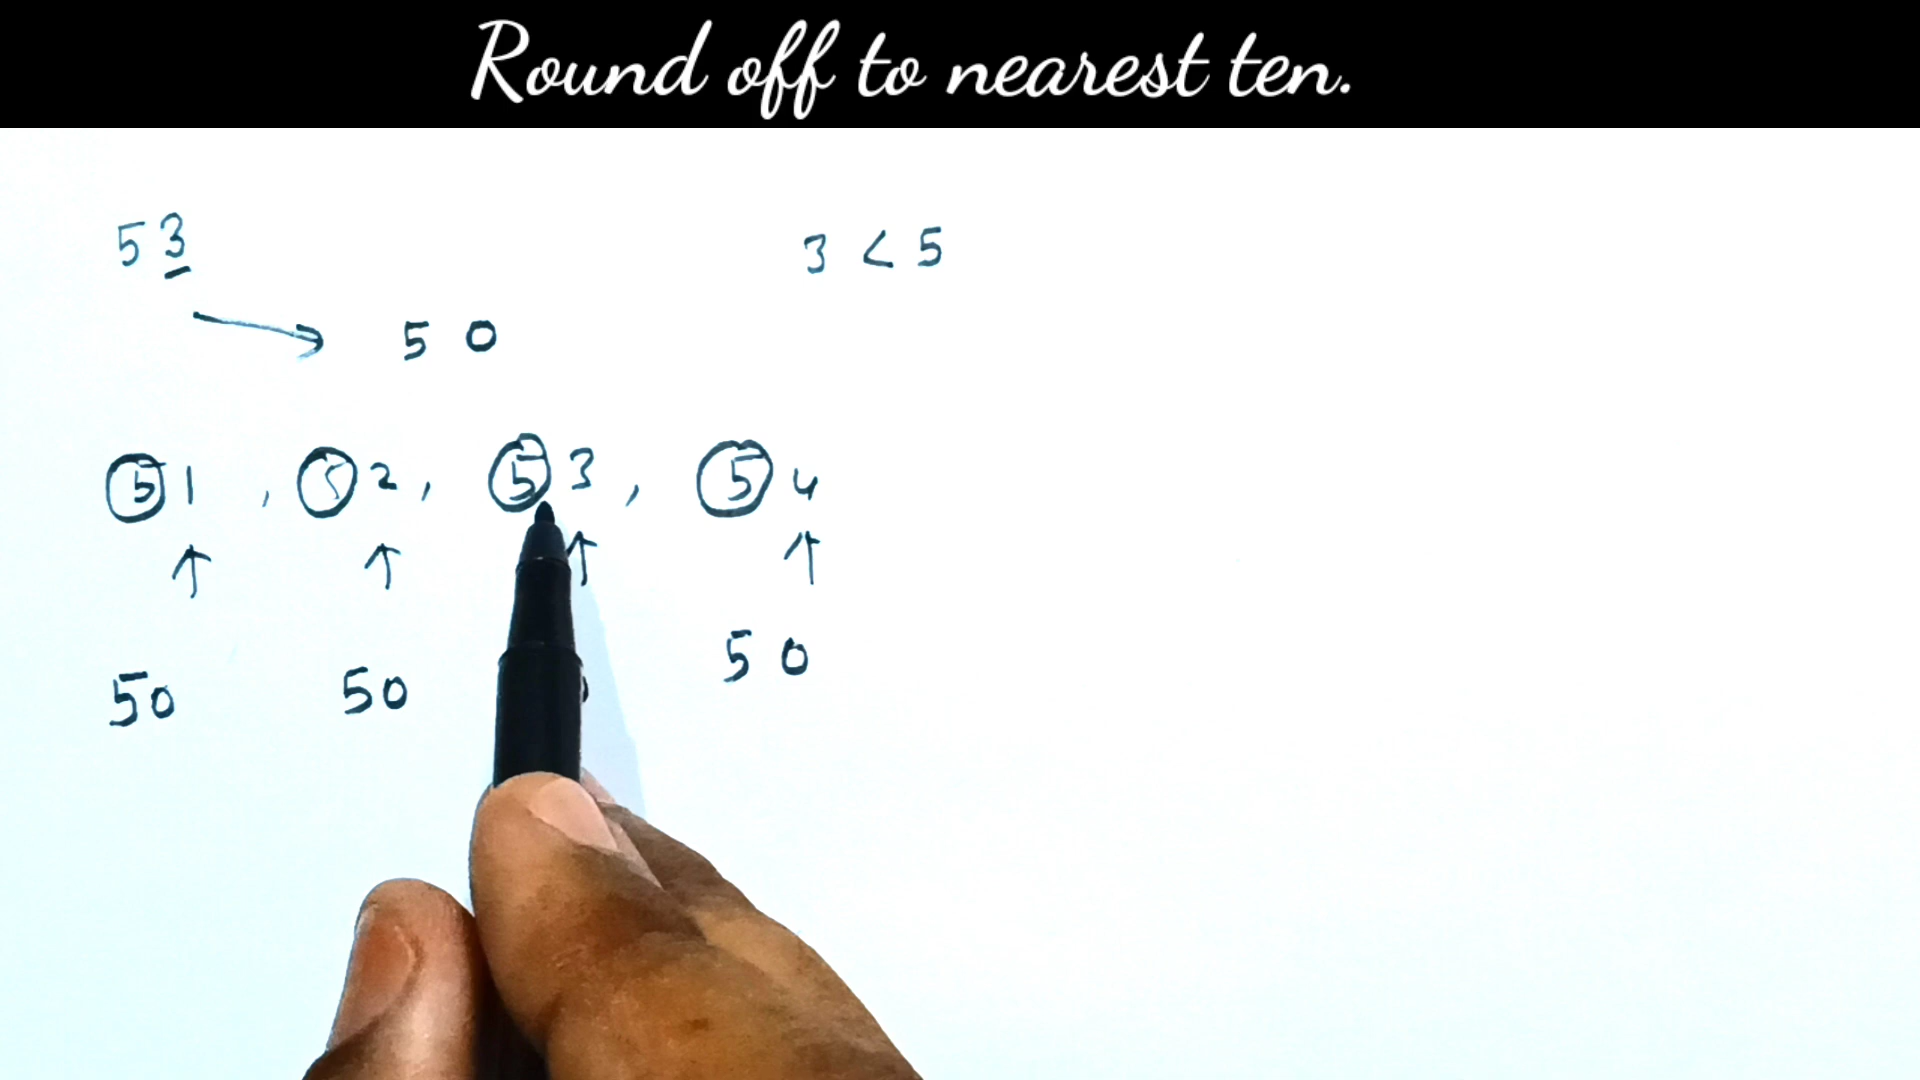 Round off to nearest ten.
53 3 < 5
→ 50
51, 52, 53, 54
↑ ↑ ↑ ↑
50 50 50